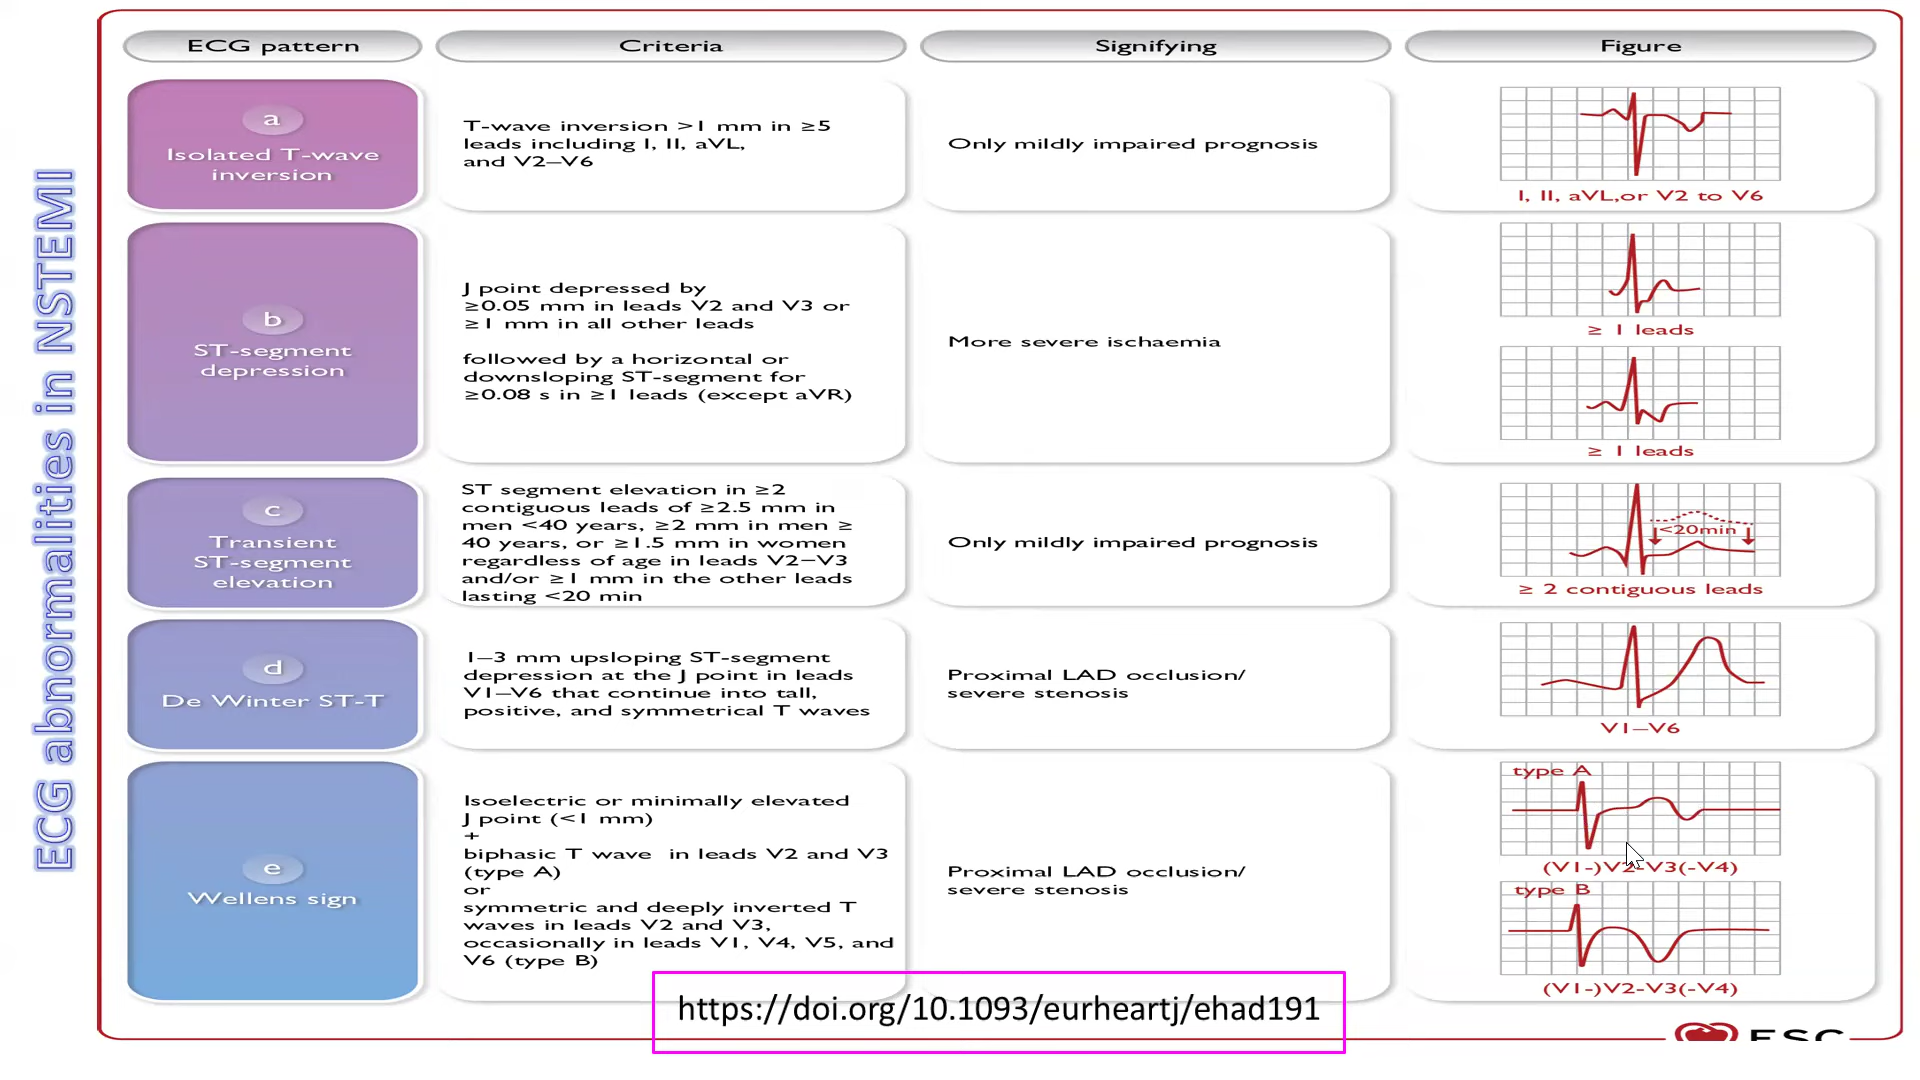 ECG abnormalities in NSTEMI
ECG pattern
Criteria
Signifying
Figure
a
Isolated T-wave
inversion
T-wave inversion >1 mm in ≥5
leads including I, II, aVL,
and V2–V6
Only mildly impaired prognosis
I, II, aVL,or V2 to V6
b
ST-segment
depression
J point depressed by
≥0.05 mm in leads V2 and V3 or
≥1 mm in all other leads
followed by a horizontal or
downsloping ST-segment for
≥0.08 s in ≥1 leads (except aVR)
More severe ischaemia
≥ 1 leads
≥ 1 leads
c
Transient
ST-segment
elevation
ST segment elevation in ≥2
contiguous leads of ≥2.5 mm in
men <40 years, ≥2 mm in men ≥
40 years, or ≥1.5 mm in women
regardless of age in leads V2–V3
and/or ≥1 mm in the other leads
lasting <20 min
Only mildly impaired prognosis
<20min
≥ 2 contiguous leads
d
De Winter ST-T
1–3 mm upsloping ST-segment
depression at the J point in leads
V1–V6 that continue into tall,
positive, and symmetrical T waves
Proximal LAD occlusion/
severe stenosis
V1–V6
e
Wellens sign
Isoelectric or minimally elevated
J point (<1 mm)
+
biphasic T wave in leads V2 and V3
(type A)
or
symmetric and deeply inverted T
waves in leads V2 and V3,
occasionally in leads V1, V4, V5, and
V6 (type B)
Proximal LAD occlusion/
severe stenosis
type A
(V1-)V2-V3(-V4)
type B
(V1-)V2-V3(-V4)
https://doi.org/10.1093/eurheartj/ehad191
ESC